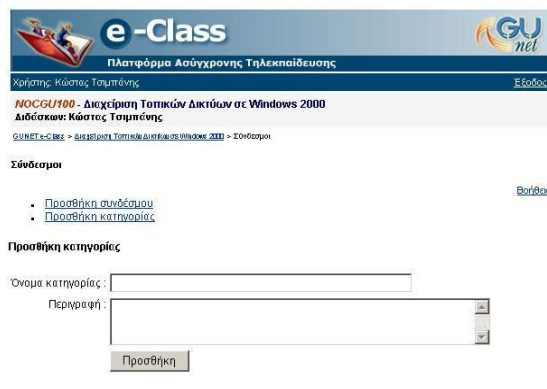 e-Class
GU
net
Πλατφόρμα Ασύγχρονης Τηλεκπαίδευσης
Χρήστης: Κώστας Τσιμπάνης
Έξοδος
NOCGU100 - Διαχείριση Τοπικών Δικτύων σε Windows 2000
Διδάσκων: Κώστας Τσιμπάνης
GUNET e-Class > Διαχείριση Τοπικών Δικτύων σε Windows 2000 > Σύνδεσμοι
Σύνδεσμοι
Βοήθεια
Προσθήκη συνδέσμου
Προσθήκη κατηγορίας
Προσθήκη κατηγορίας
Όνομα κατηγορίας :
Περιγραφή :
Προσθήκη